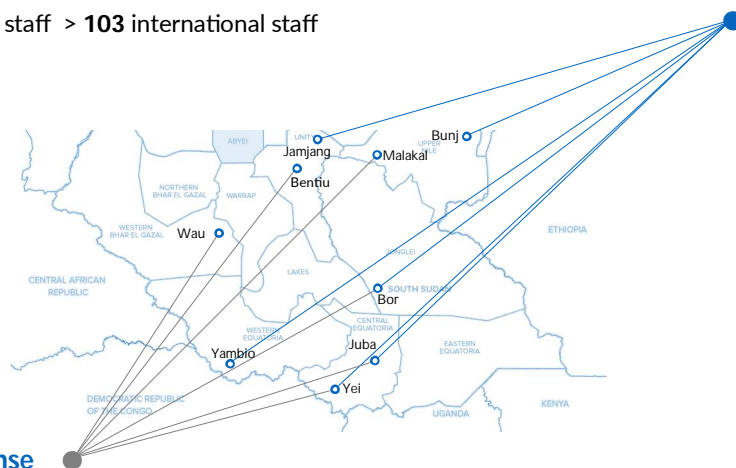 staff > 103 international staff
Bunj
UNITY
ABYEI
UPPER
NILE
Jamjang
Malakal
Bentiu
NORTHERN
BHAR EL GAZAL
WARRAP
WESTERN
BHAR EL GAZAL
Wau
ETHIOPIA
JONGLEI
LAKES
CENTRAL AFRICAN
REPUBLIC
SOUTH SUDAN
Bor
CENTRAL
EQUATORIA
WESTERN
EQUATORIA
Juba
EASTERN
EQUATORIA
Yambio
Yei
DEMOCRATIC REPUBLIC
OF THE CONGO
KENYA
UGANDA
nse